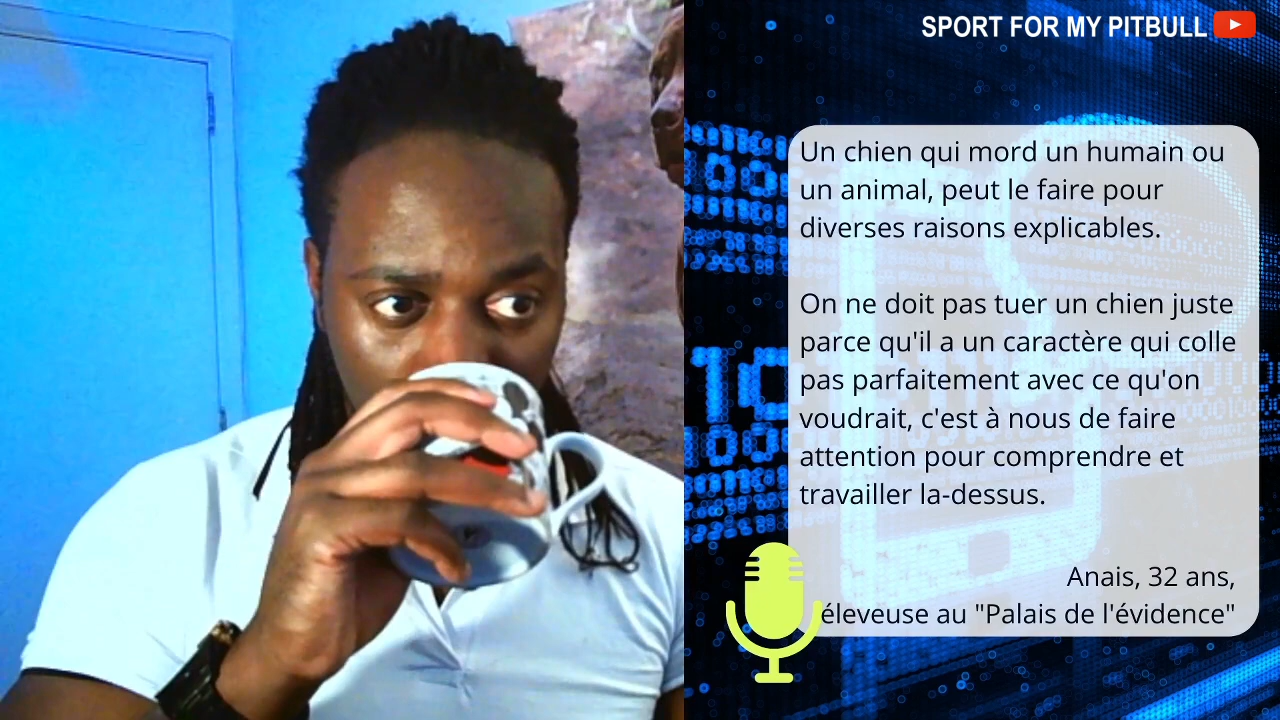 SPORT FOR MY PITBULL
Un chien qui mord un humain ou
un animal, peut le faire pour
diverses raisons explicables.
On ne doit pas tuer un chien juste
parce qu'il a un caractère qui colle
pas parfaitement avec ce qu'on
voudrait, c'est à nous de faire
attention pour comprendre et
travailler la-dessus.
Anais, 32 ans,
éleveuse au "Palais de l'évidence"